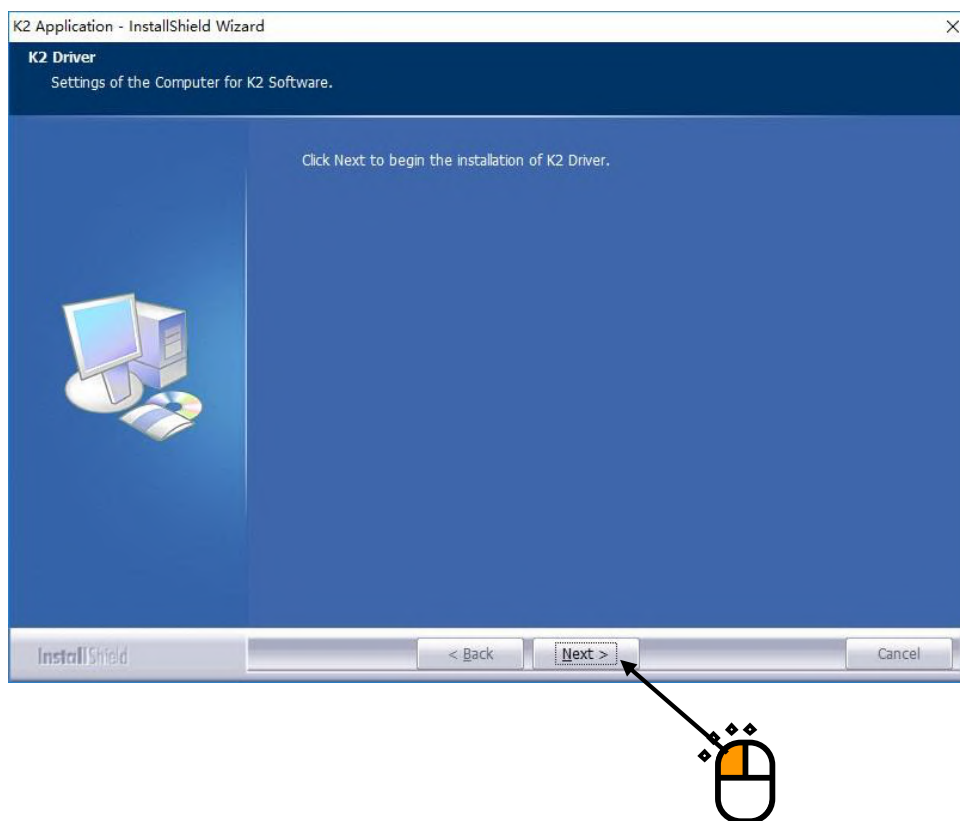 K2 Application - InstallShield Wizard
K2 Driver
Settings of the Computer for K2 Software.
Click Next to begin the installation of K2 Driver.
InstallShield
< Back
Next >
Cancel